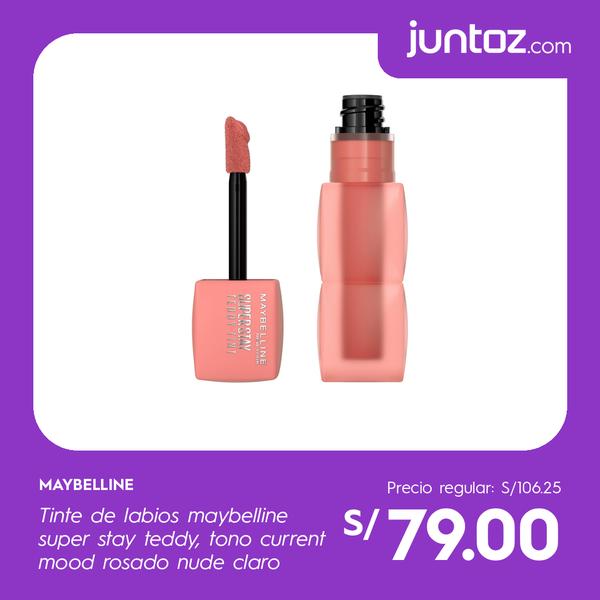 juntoz.com
MAYBELLINE
SUPER STAY
TEDDY TINT
MAYBELLINE
Tinte de labios maybelline
super stay teddy, tono current
mood rosado nude claro
Precio regular: S/106.25
S/79.00